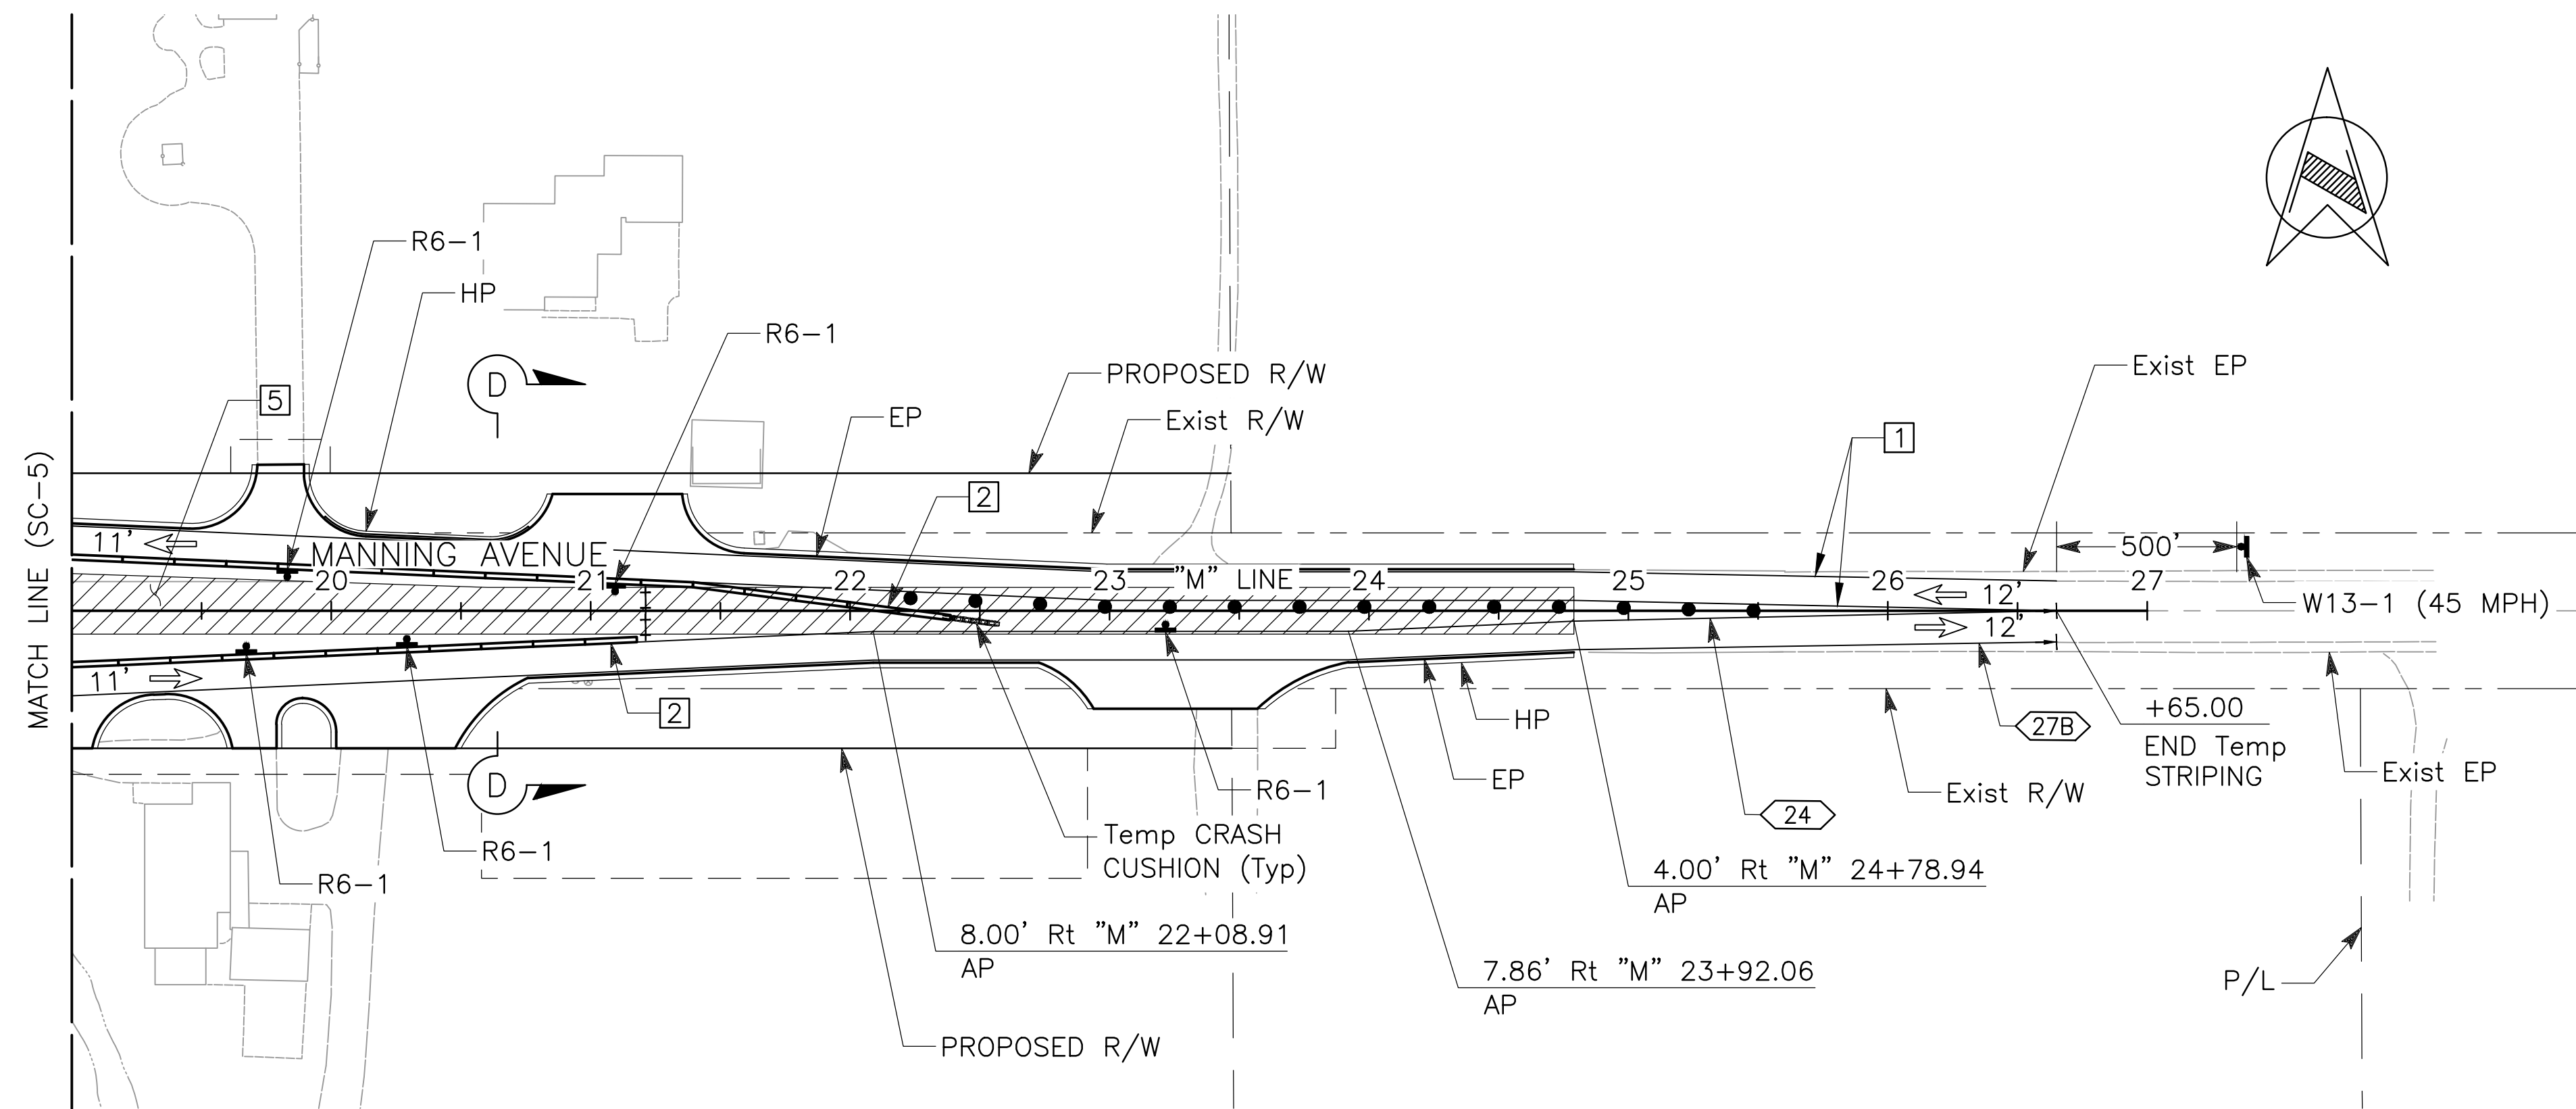 R6-1
HP
R6-1
PROPOSED R/W
Exist EP
D
5
EP
Exist R/W
1
2
MATCH LINE (SC-5)
11'
MANNING AVENUE
500'
20
21
22
23
"M" LINE
24
25
26
27
12'
W13-1 (45 MPH)
12'
11'
2
HP
27B
+65.00
END Temp
STRIPING
D
EP
R6-1
Exist R/W
Exist EP
24
Temp CRASH
CUSHION (Typ)
R6-1
R6-1
4.00' Rt "M" 24+78.94
AP
8.00' Rt "M" 22+08.91
AP
7.86' Rt "M" 23+92.06
AP
P/L
PROPOSED R/W